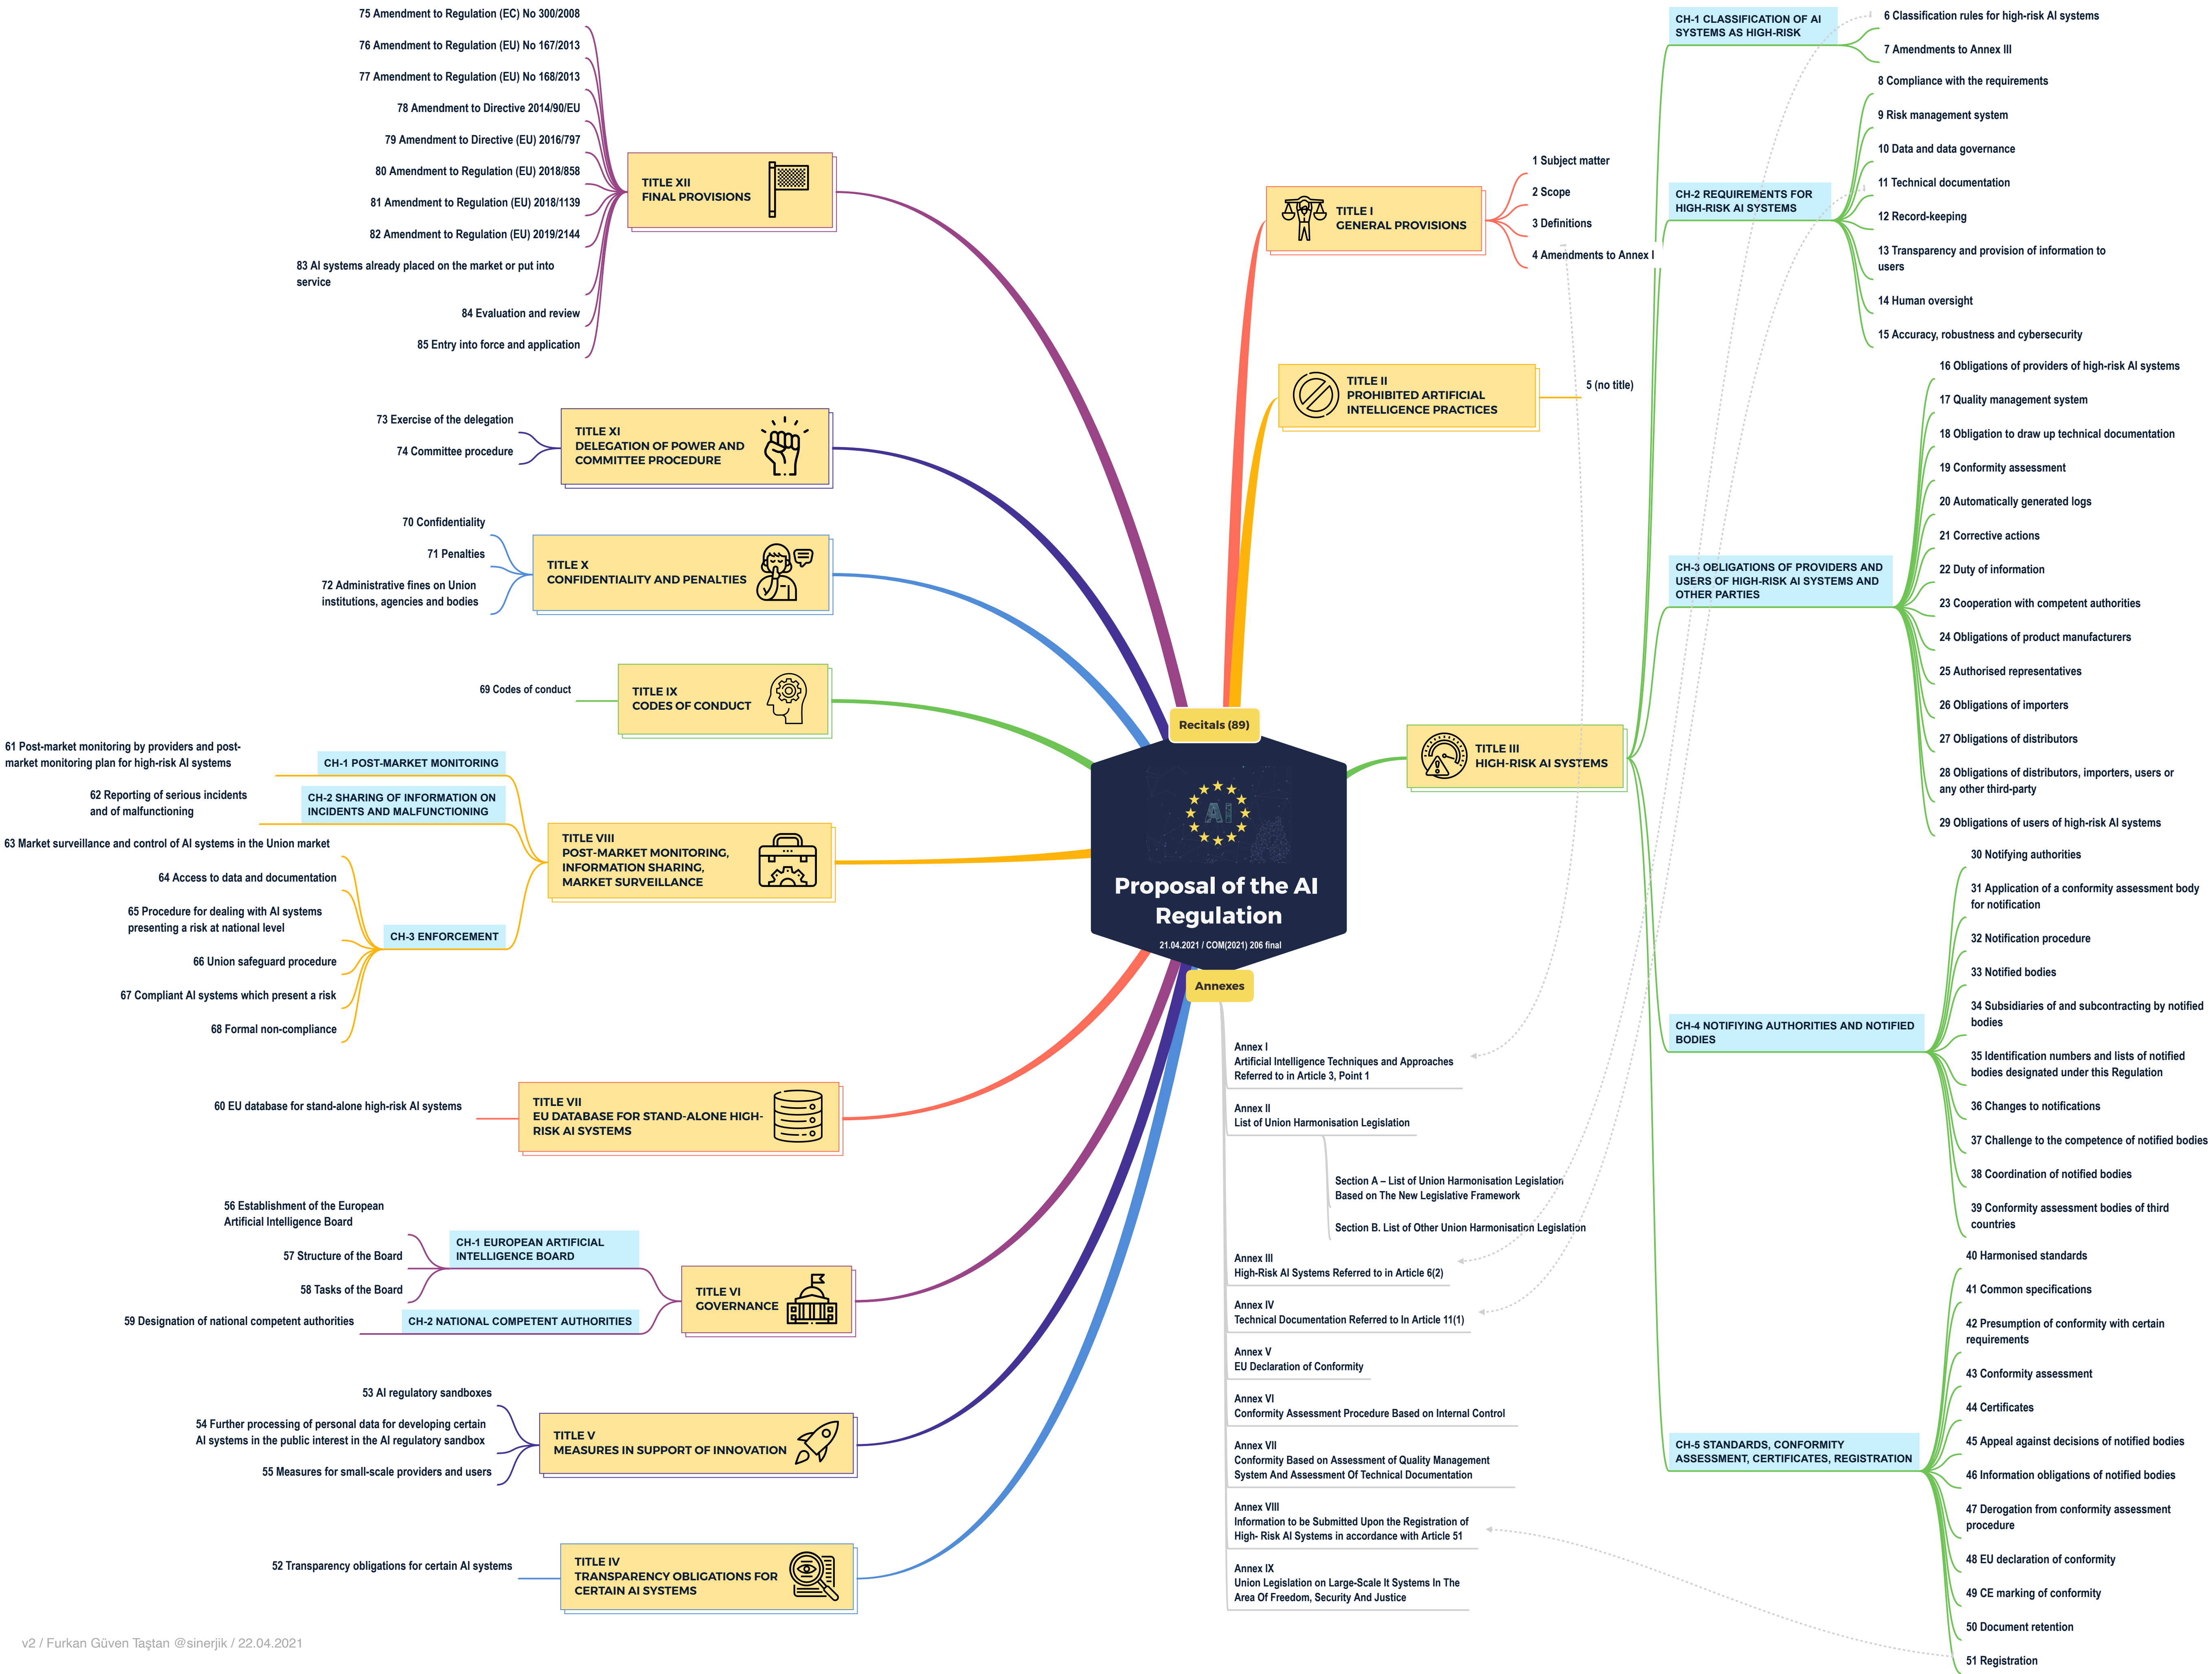 Recitals (89)
AI
Proposal of the AI
Regulation
21.04.2021 / COM(2021) 206 final
Annexes
TITLE I
GENERAL PROVISIONS
1 Subject matter
2 Scope
3 Definitions
4 Amendments to Annex I
TITLE II
PROHIBITED ARTIFICIAL
INTELLIGENCE PRACTICES
5 (no title)
TITLE III
HIGH-RISK AI SYSTEMS
CH-1 CLASSIFICATION OF AI
SYSTEMS AS HIGH-RISK
6 Classification rules for high-risk AI systems
7 Amendments to Annex III
CH-2 REQUIREMENTS FOR
HIGH-RISK AI SYSTEMS
8 Compliance with the requirements
9 Risk management system
10 Data and data governance
11 Technical documentation
12 Record-keeping
13 Transparency and provision of information to
users
14 Human oversight
15 Accuracy, robustness and cybersecurity
CH-3 OBLIGATIONS OF PROVIDERS AND
USERS OF HIGH-RISK AI SYSTEMS AND
OTHER PARTIES
16 Obligations of providers of high-risk AI systems
17 Quality management system
18 Obligation to draw up technical documentation
19 Conformity assessment
20 Automatically generated logs
21 Corrective actions
22 Duty of information
23 Cooperation with competent authorities
24 Obligations of product manufacturers
25 Authorised representatives
26 Obligations of importers
27 Obligations of distributors
28 Obligations of distributors, importers, users or
any other third-party
29 Obligations of users of high-risk AI systems
CH-4 NOTIFIYING AUTHORITIES AND NOTIFIED
BODIES
30 Notifying authorities
31 Application of a conformity assessment body
for notification
32 Notification procedure
33 Notified bodies
34 Subsidiaries of and subcontracting by notified
bodies
35 Identification numbers and lists of notified
bodies designated under this Regulation
36 Changes to notifications
37 Challenge to the competence of notified bodies
38 Coordination of notified bodies
39 Conformity assessment bodies of third
countries
CH-5 STANDARDS, CONFORMITY
ASSESSMENT, CERTIFICATES, REGISTRATION
40 Harmonised standards
41 Common specifications
42 Presumption of conformity with certain
requirements
43 Conformity assessment
44 Certificates
45 Appeal against decisions of notified bodies
46 Information obligations of notified bodies
47 Derogation from conformity assessment
procedure
48 EU declaration of conformity
49 CE marking of conformity
50 Document retention
51 Registration
TITLE IV
TRANSPARENCY OBLIGATIONS FOR
CERTAIN AI SYSTEMS
52 Transparency obligations for certain AI systems
TITLE V
MEASURES IN SUPPORT OF INNOVATION
53 AI regulatory sandboxes
54 Further processing of personal data for developing certain
AI systems in the public interest in the AI regulatory sandbox
55 Measures for small-scale providers and users
TITLE VI
GOVERNANCE
CH-1 EUROPEAN ARTIFICIAL
INTELLIGENCE BOARD
56 Establishment of the European
Artificial Intelligence Board
57 Structure of the Board
58 Tasks of the Board
CH-2 NATIONAL COMPETENT AUTHORITIES
59 Designation of national competent authorities
TITLE VII
EU DATABASE FOR STAND-ALONE HIGH-
RISK AI SYSTEMS
60 EU database for stand-alone high-risk AI systems
TITLE VIII
POST-MARKET MONITORING,
INFORMATION SHARING,
MARKET SURVEILLANCE
CH-1 POST-MARKET MONITORING
61 Post-market monitoring by providers and post-
market monitoring plan for high-risk AI systems
CH-2 SHARING OF INFORMATION ON
INCIDENTS AND MALFUNCTIONING
62 Reporting of serious incidents
and of malfunctioning
CH-3 ENFORCEMENT
63 Market surveillance and control of AI systems in the Union market
64 Access to data and documentation
65 Procedure for dealing with AI systems
presenting a risk at national level
66 Union safeguard procedure
67 Compliant AI systems which present a risk
68 Formal non-compliance
TITLE IX
CODES OF CONDUCT
69 Codes of conduct
TITLE X
CONFIDENTIALITY AND PENALTIES
70 Confidentiality
71 Penalties
72 Administrative fines on Union
institutions, agencies and bodies
TITLE XI
DELEGATION OF POWER AND
COMMITTEE PROCEDURE
73 Exercise of the delegation
74 Committee procedure
TITLE XII
FINAL PROVISIONS
75 Amendment to Regulation (EC) No 300/2008
76 Amendment to Regulation (EU) No 167/2013
77 Amendment to Regulation (EU) No 168/2013
78 Amendment to Directive 2014/90/EU
79 Amendment to Directive (EU) 2016/797
80 Amendment to Regulation (EU) 2018/858
81 Amendment to Regulation (EU) 2018/1139
82 Amendment to Regulation (EU) 2019/2144
83 AI systems already placed on the market or put into
service
84 Evaluation and review
85 Entry into force and application
Annex I
Artificial Intelligence Techniques and Approaches
Referred to in Article 3, Point 1
Annex II
List of Union Harmonisation Legislation
Section A – List of Union Harmonisation Legislation
Based on The New Legislative Framework
Section B. List of Other Union Harmonisation Legislation
Annex III
High-Risk AI Systems Referred to in Article 6(2)
Annex IV
Technical Documentation Referred to In Article 11(1)
Annex V
EU Declaration of Conformity
Annex VI
Conformity Assessment Procedure Based on Internal Control
Annex VII
Conformity Based on Assessment of Quality Management
System And Assessment Of Technical Documentation
Annex VIII
Information to be Submitted Upon the Registration of
High- Risk AI Systems in accordance with Article 51
Annex IX
Union Legislation on Large-Scale It Systems In The
Area Of Freedom, Security And Justice
v2 / Furkan Güven Taştan @sinerjik / 22.04.2021